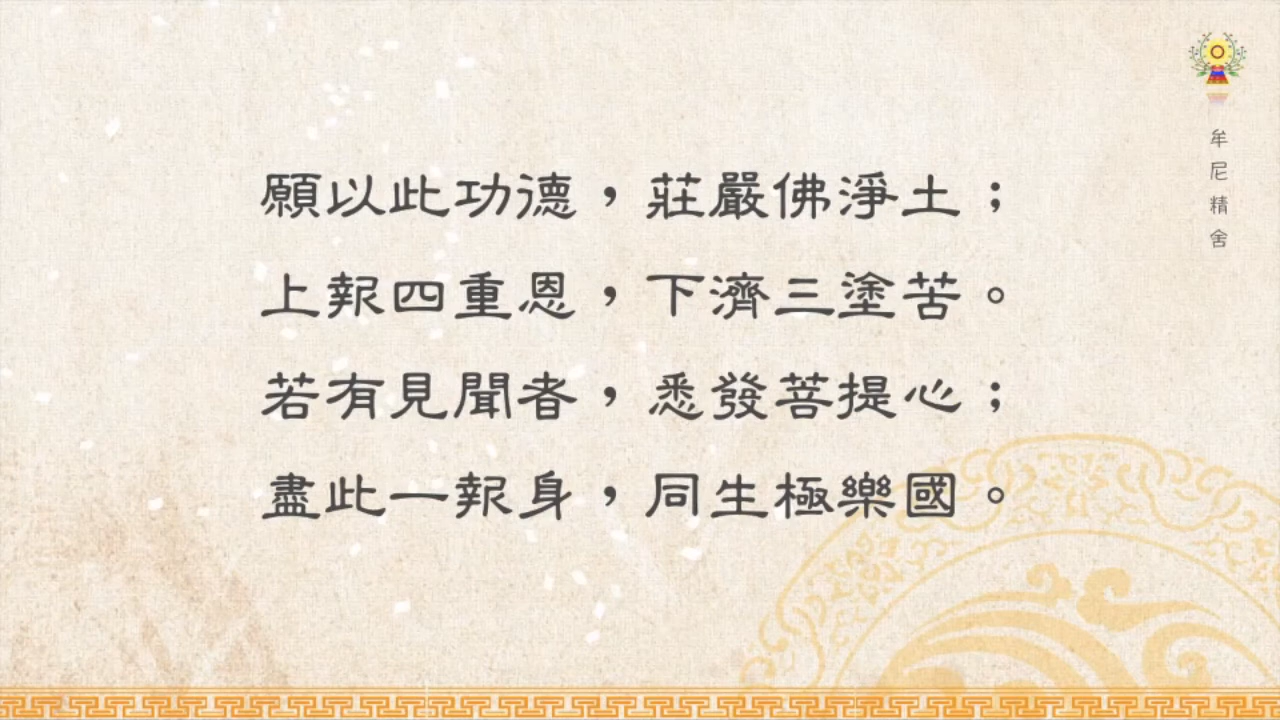 願以此功德，莊嚴佛淨土；
上報四重恩，下濟三塗苦。
若有見聞者，悉發菩提心；
盡此一報身，同生極樂國。
牟尼精舍